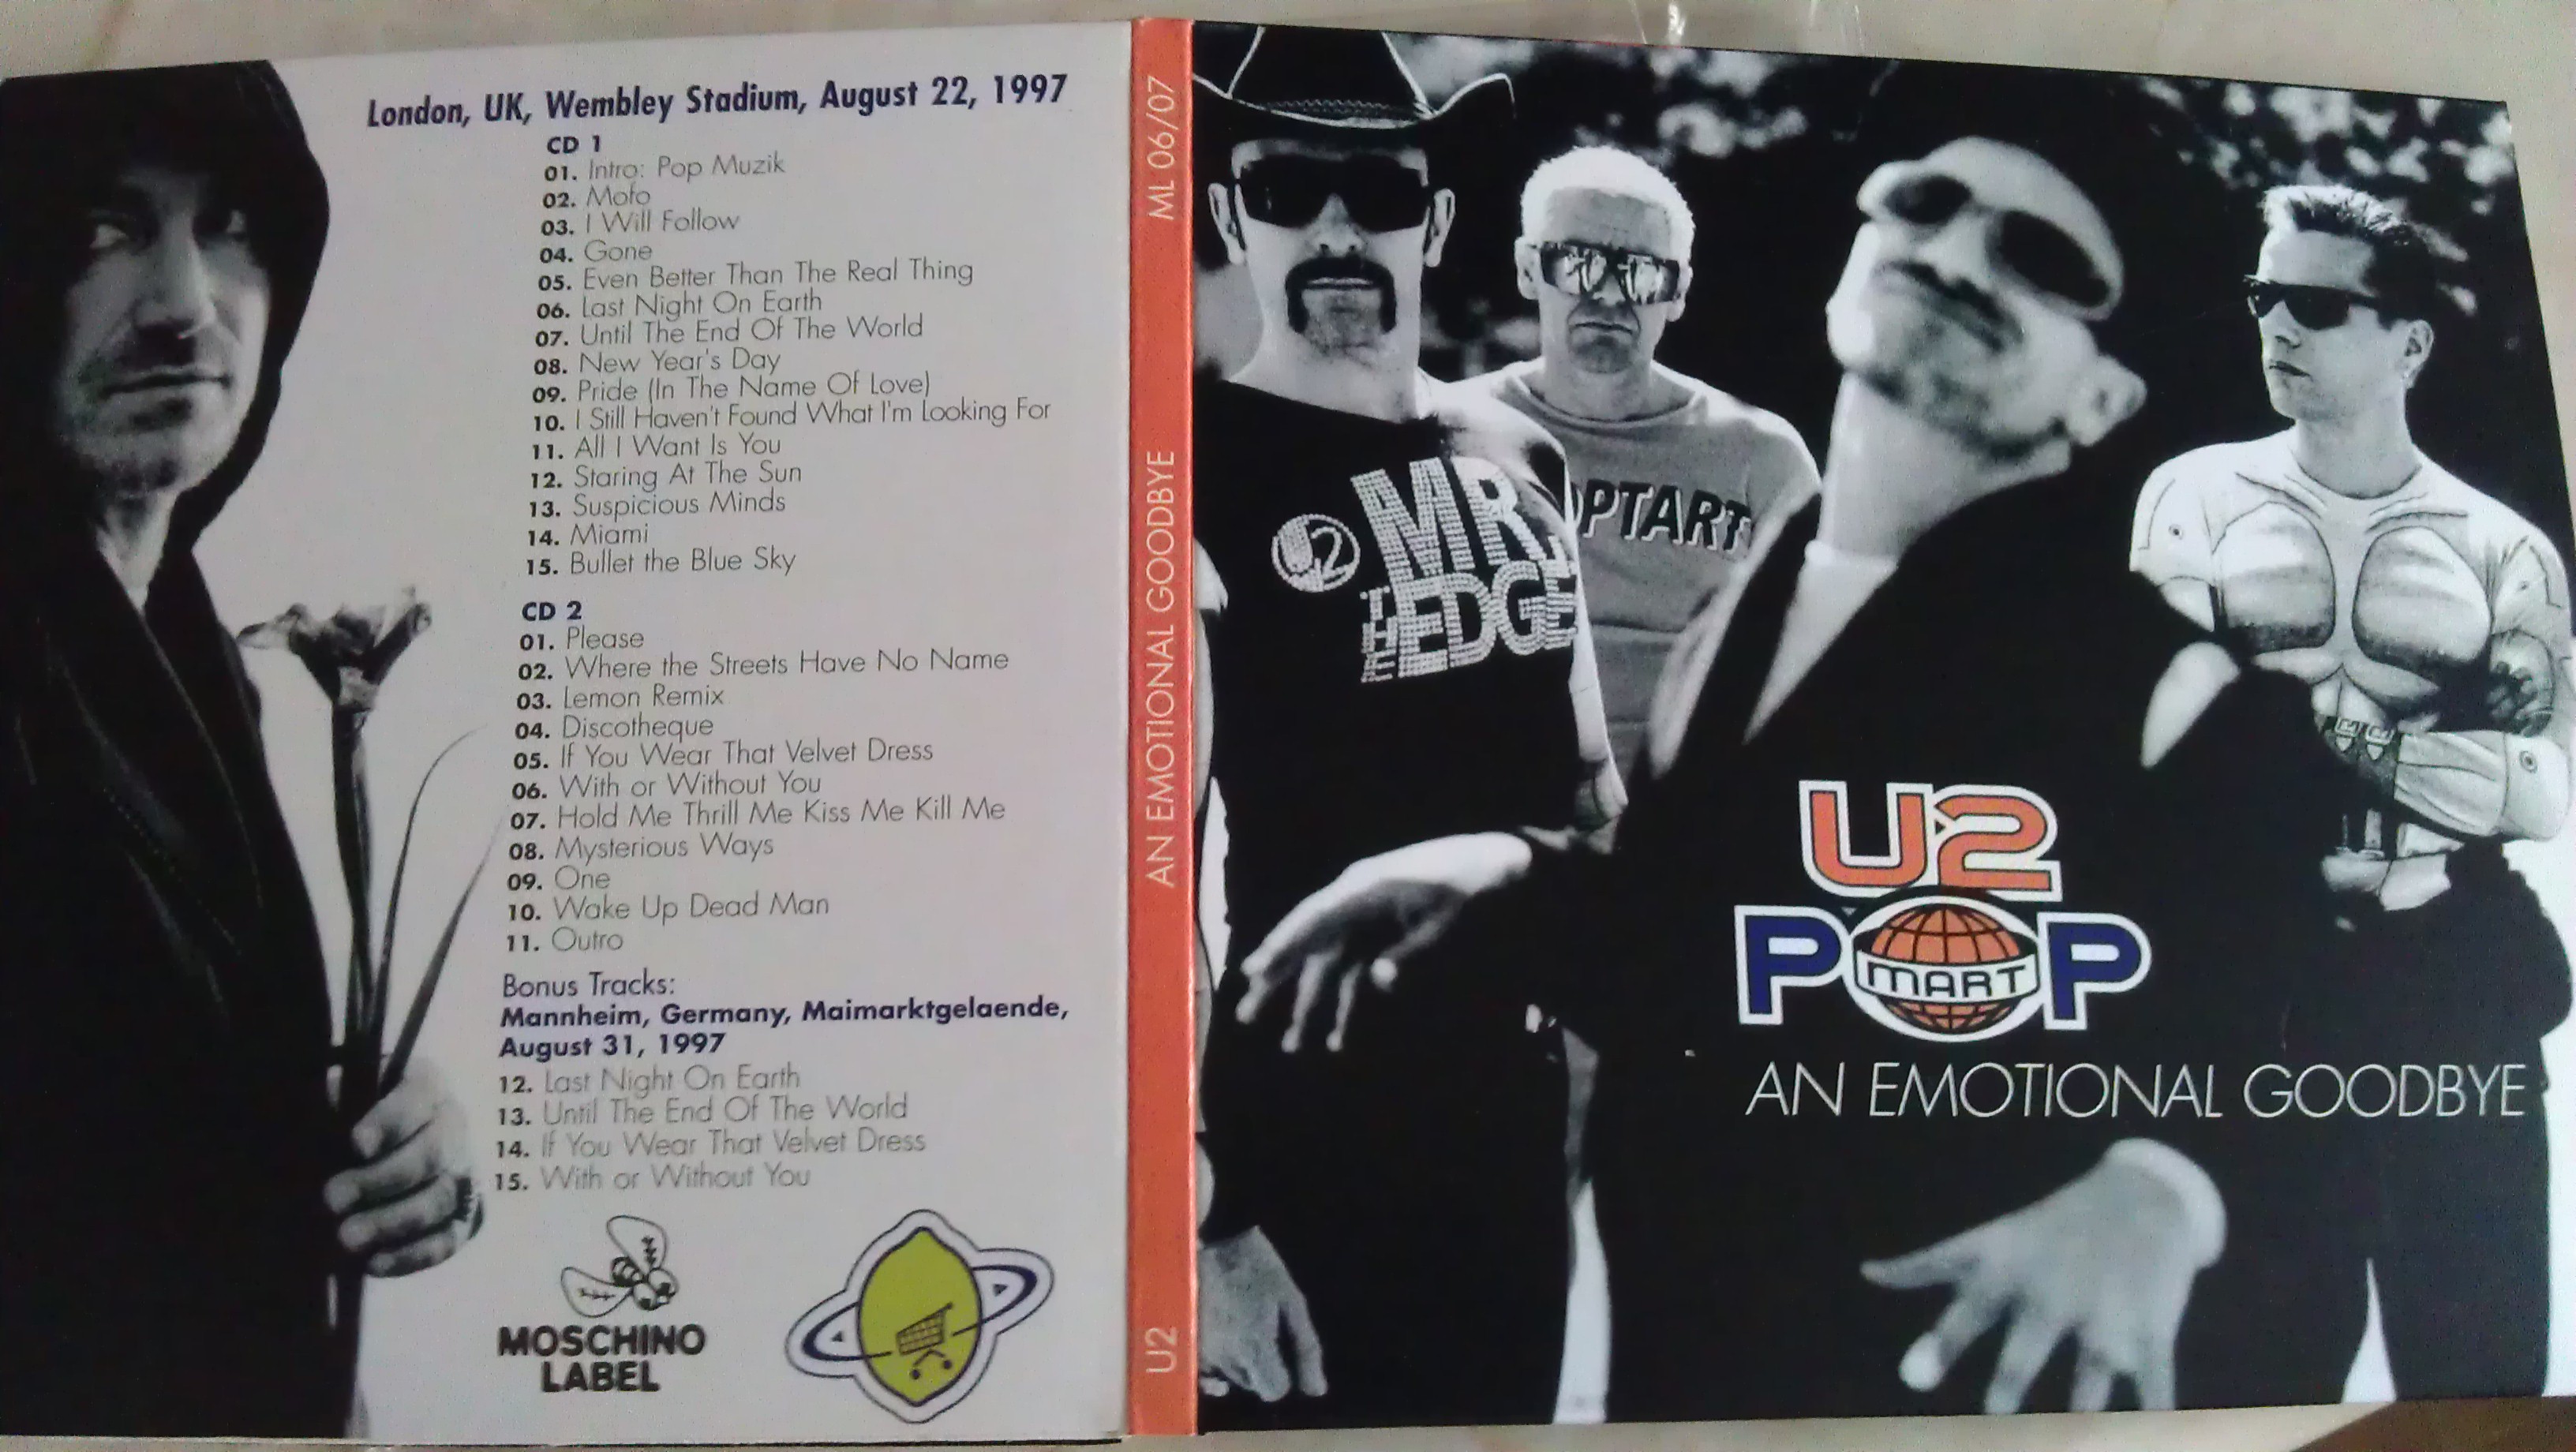 London, UK, Wembley Stadium, August 22, 1997
CD 1
01. Intro: Pop Muzik
02. Mofo
03. I Will Follow
04. Gone
05. Even Better Than The Real Thing
06. Last Night On Earth
07. Until The End Of The World
08. New Year's Day
09. Pride (In The Name Of Love)
10. I Still Haven't Found What I'm Looking For
11. All I Want Is You
12. Staring At The Sun
13. Suspicious Minds
14. Miami
15. Bullet the Blue Sky
CD 2
01. Please
02. Where the Streets Have No Name
03. Lemon Remix
04. Discotheque
05. If You Wear That Velvet Dress
06. With or Without You
07. Hold Me Thrill Me Kiss Me Kill Me
08. Mysterious Ways
09. One
10. Wake Up Dead Man
11. Outro
Bonus Tracks:
Mannheim, Germany, Maimarktgelaende,
August 31, 1997
12. Last Night On Earth
13. Until The End Of The World
14. If You Wear That Velvet Dress
15. With or Without You
MOSCHINO
LABEL
U2
AN EMOTIONAL GOODBYE
ML 06/07
U2
MR.
THE EDGE
OPTART
U2
POP
MART
AN EMOTIONAL GOODBYE